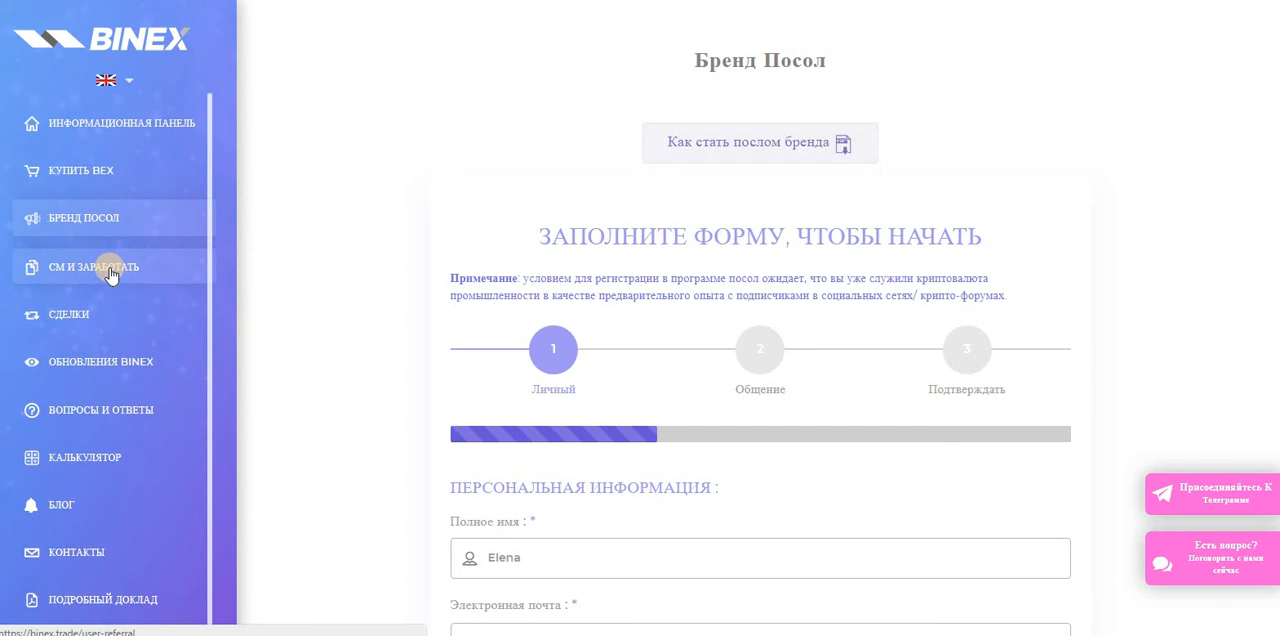 BINEX
ИНФОРМАЦИОННАЯ ПАНЕЛЬ
КУПИТЬ BEX
БРЕНД ПОСОЛ
СМ И ЗАРАБОТАТЬ
СДЕЛКИ
ОБНОВЛЕНИЯ BINEX
ВОПРОСЫ И ОТВЕТЫ
КАЛЬКУЛЯТОР
БЛОГ
КОНТАКТЫ
ПОДРОБНЫЙ ДОКЛАД
https://binex.trade/user-referral
Бренд Посол
Как стать послом бренда
ЗАПОЛНИТЕ ФОРМУ, ЧТОБЫ НАЧАТЬ
Примечание: условием для регистрации в программе посол ожидает, что вы уже служили криптовалюта
промышленности в качестве предварительного опыта с подписчиками в социальных сетях/ крипто-форумах.
1
2
3
Личный
Общение
Подтверждать
ПЕРСОНАЛЬНАЯ ИНФОРМАЦИЯ :
Полное имя : *
Elena
Электронная почта : *
Присоединяйтесь К
Телеграмме
Есть вопрос?
Поговорить с нами
сейчас